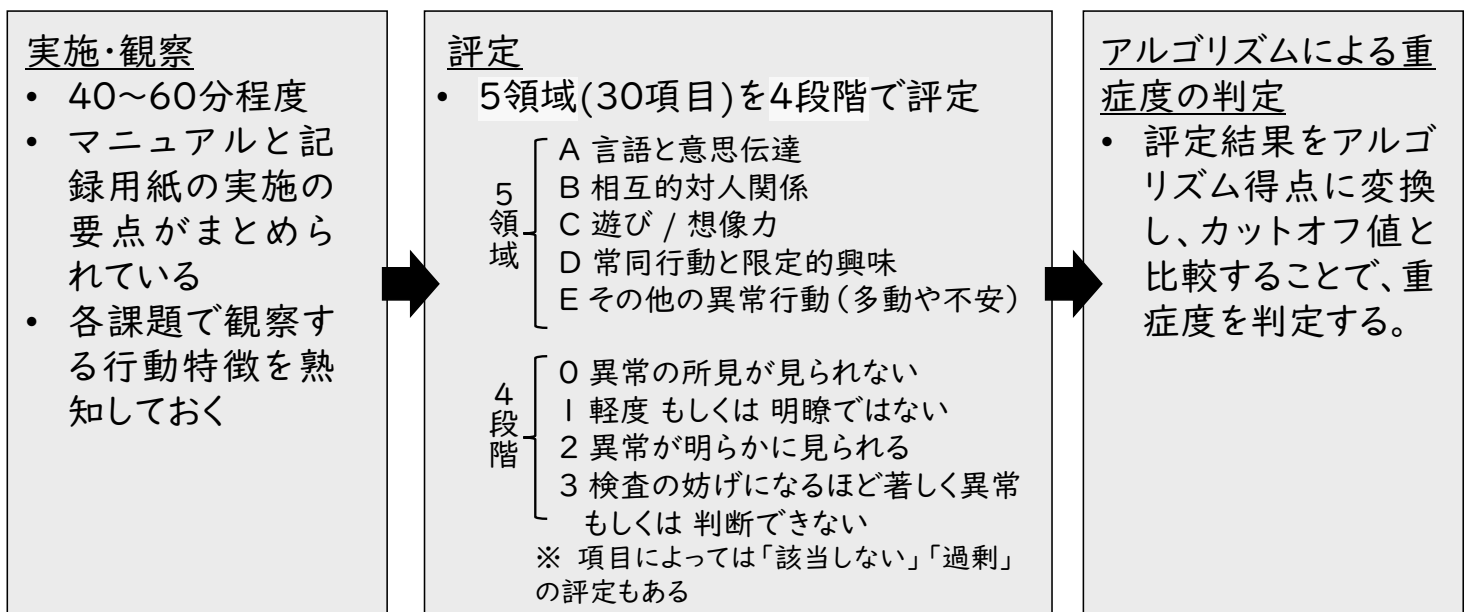 実施・観察
• 40～60分程度
• マニュアルと記
録用紙の実施の
要点がまとめら
れている
• 各課題で観察す
る行動特徴を熟
知しておく
評定
• 5領域(30項目)を4段階で評定
5領域
A 言語と意思伝達
B 相互的対人関係
C 遊び / 想像力
D 常同行動と限定的興味
E その他の異常行動（多動や不安）
4段階
0 異常の所見が見られない
1 軽度 もしくは 明瞭ではない
2 異常が明らかに見られる
3 検査の妨げになるほど著しく異常
もしくは 判断できない
※ 項目によっては「該当しない」「過剰」
の評定もある
アルゴリズムによる重
症度の判定
• 評定結果をアルゴ
リズム得点に変換
し、カットオフ値と
比較することで、重
症度を判定する。